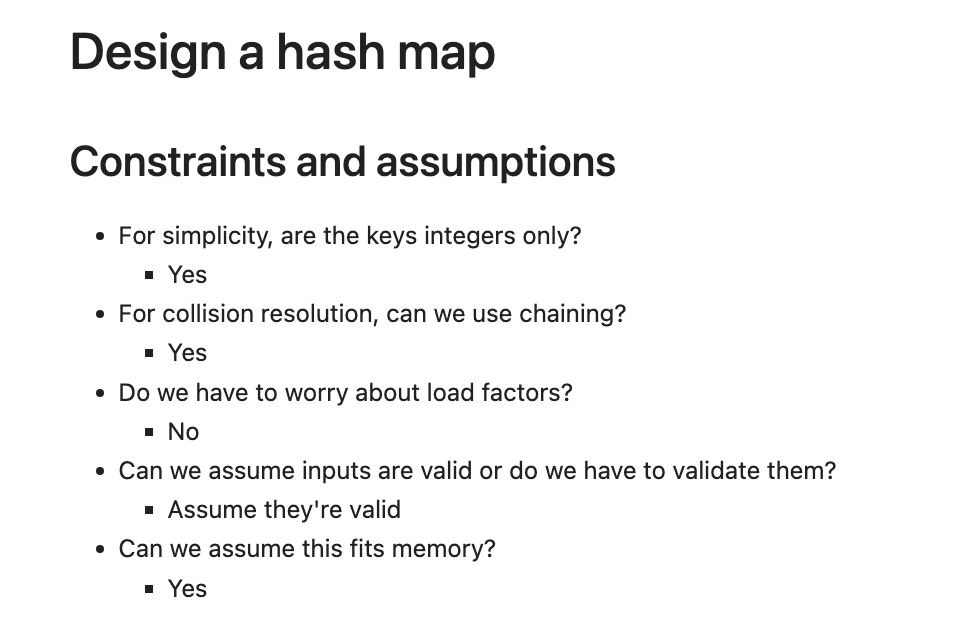 Design a hash map
Constraints and assumptions
• For simplicity, are the keys integers only?
▪ Yes
• For collision resolution, can we use chaining?
▪ Yes
• Do we have to worry about load factors?
▪ No
• Can we assume inputs are valid or do we have to validate them?
▪ Assume they're valid
• Can we assume this fits memory?
▪ Yes